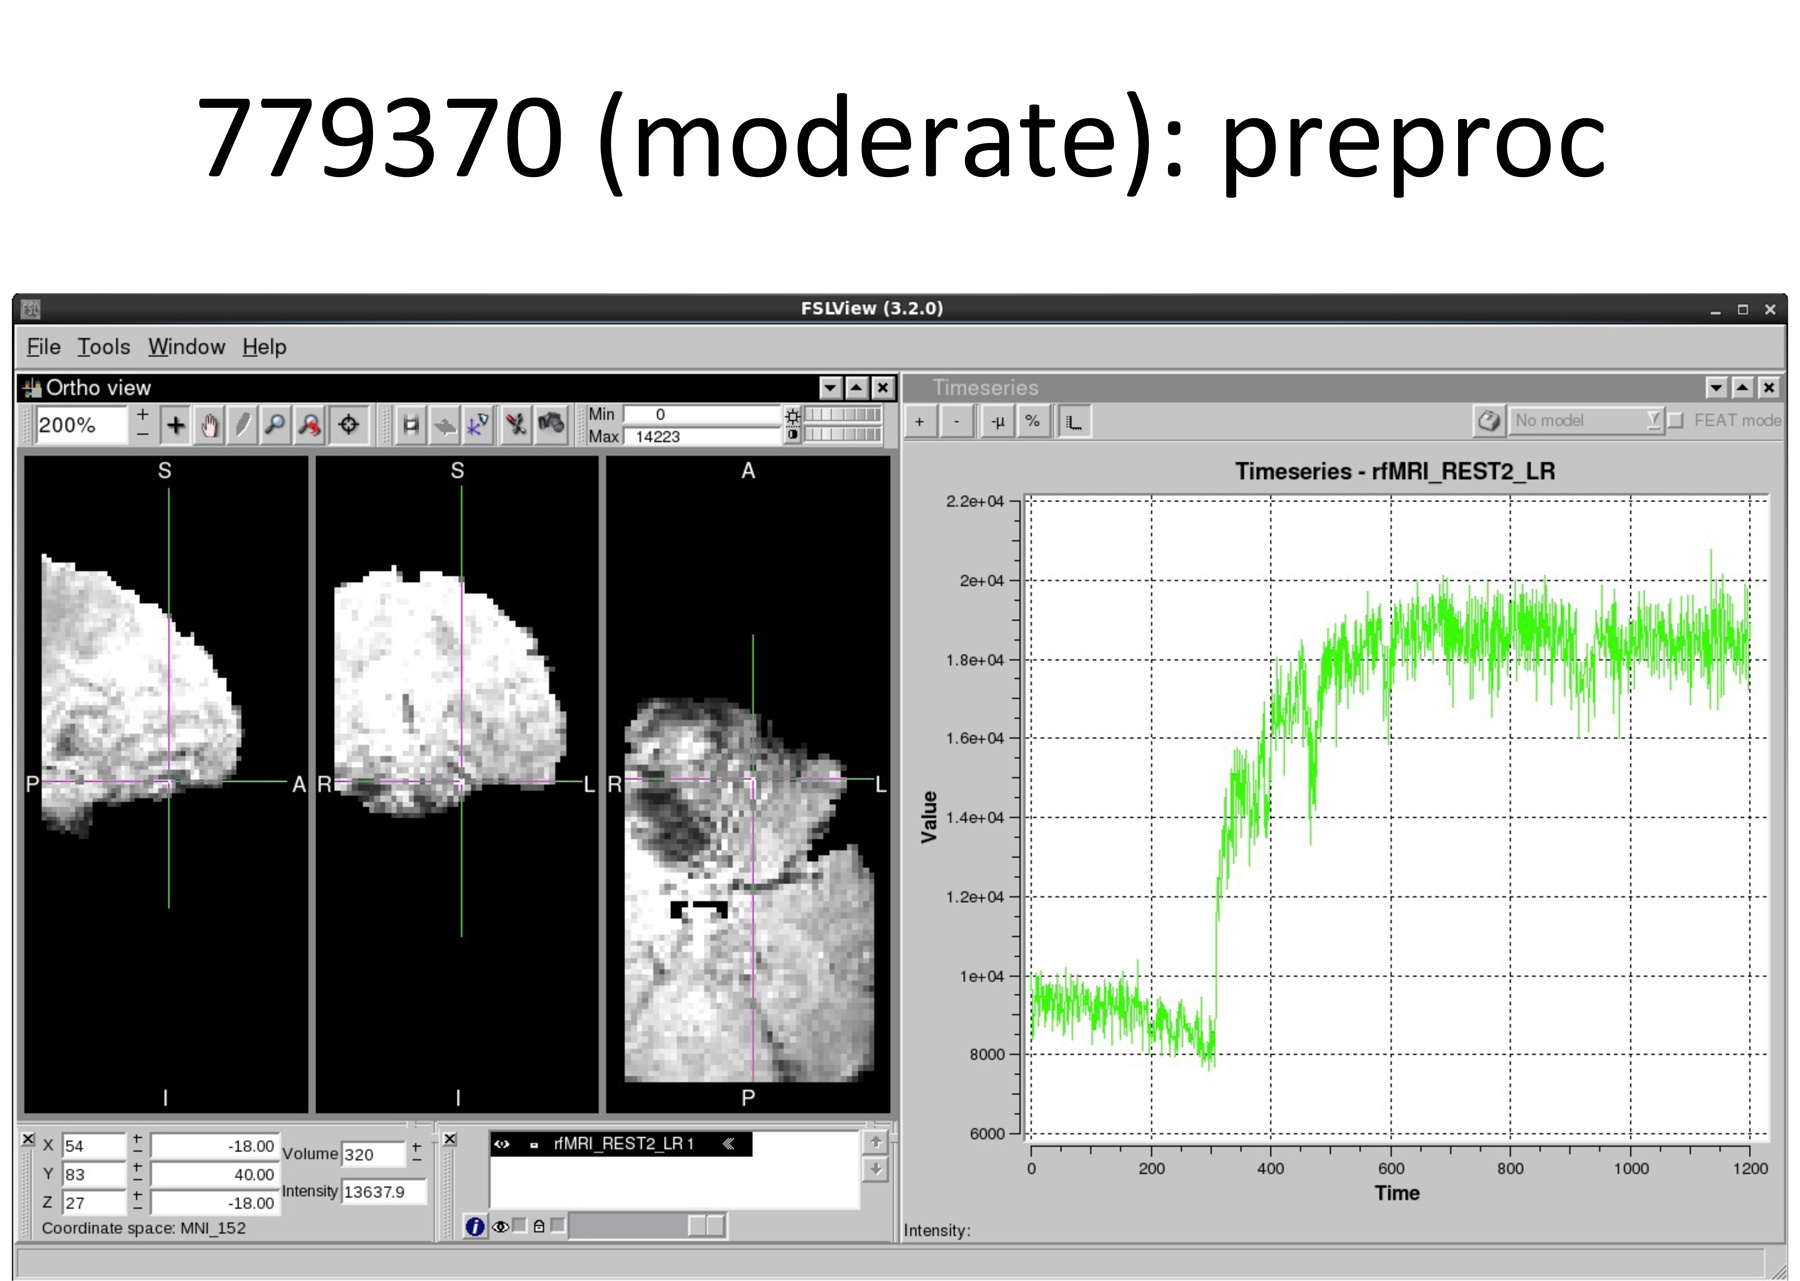 779370 (moderate): preproc
FSL
FSLView (3.2.0)
File Tools Window Help
Ortho view
Timeseries
200%
+
-
Min 0
Max 14223
+ - -µ %
No model
FEAT mode
S
S
A
P
A
R
L
R
L
I
I
P
Timeseries - rfMRI_REST2_LR
2.2e+04
2e+04
1.8e+04
1.6e+04
1.4e+04
1.2e+04
1e+04
8000
6000
Value
0 200 400 600 800 1000 1200
Time
X 54 -18.00
Y 83 40.00
Z 27 -18.00
Volume 320
Intensity 13637.9
Coordinate space: MNI_152
rfMRI_REST2_LR 1
Intensity: